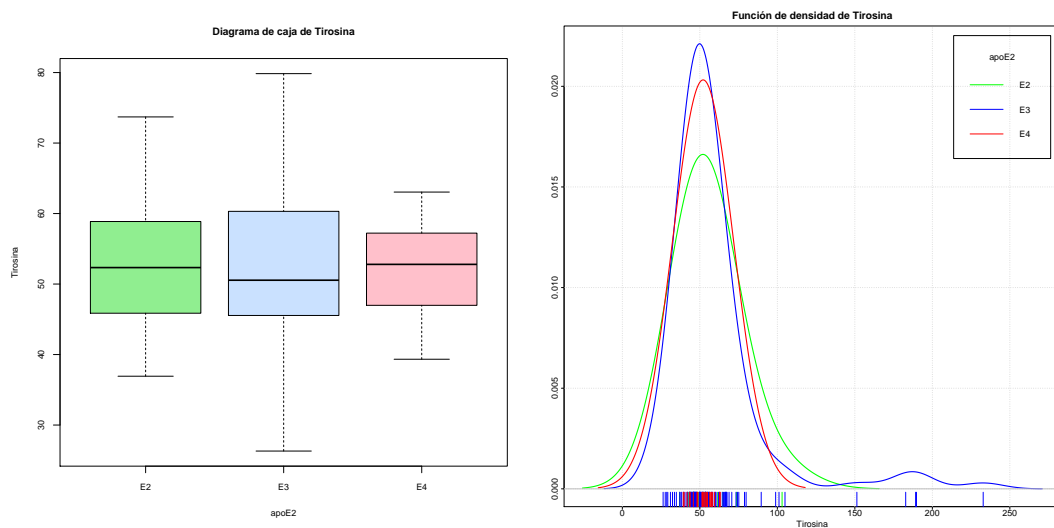 Diagrama de caja de Tirosina
Tirosina
80
70
60
50
40
30
E2
E3
E4
apoE2
Función de densidad de Tirosina
apoE2
E2
E3
E4
0.020
0.015
0.010
0.005
0.000
0
50
100
150
200
250
Tirosina